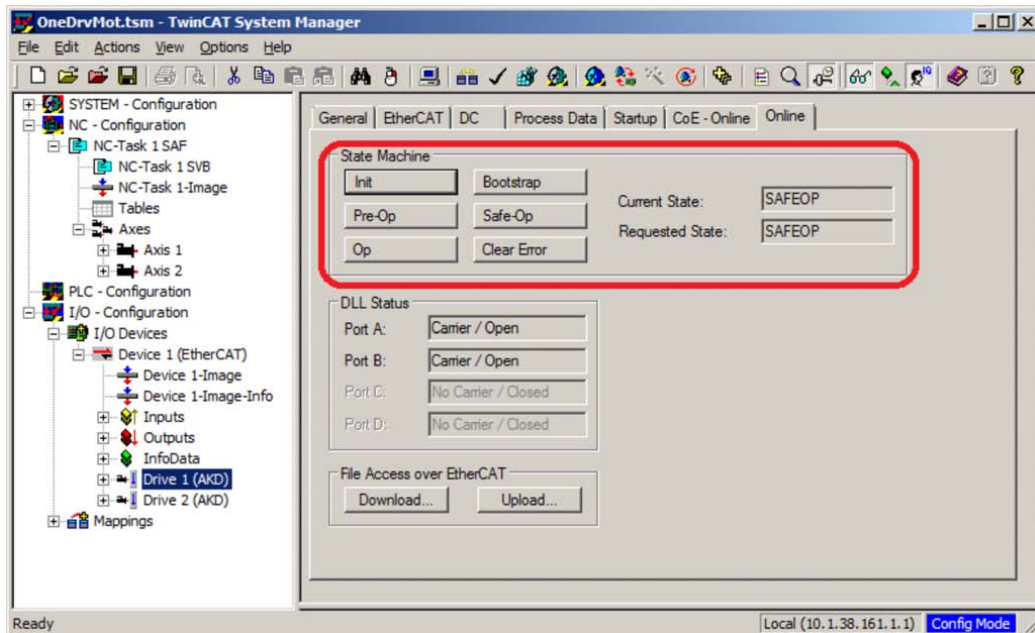 OneDrvMot.tsm - TwinCAT System Manager
File Edit Actions View Options Help
SYSTEM - Configuration
NC - Configuration
NC-Task 1 SAF
NC-Task 1 SVB
NC-Task 1-Image
Tables
Axes
Axis 1
Axis 2
PLC - Configuration
I/O - Configuration
I/O Devices
Device 1 (EtherCAT)
Device 1-Image
Device 1-Image-Info
Inputs
Outputs
InfoData
Drive 1 (AKD)
Drive 2 (AKD)
Mappings
General EtherCAT DC Process Data Startup CoE - Online Online
State Machine
Init Bootstrap
Pre-Op Safe-Op
Op Clear Error
Current State: SAFEOP
Requested State: SAFEOP
DLL Status
Port A: Carrier / Open
Port B: Carrier / Open
Port C: No Carrier / Closed
Port D: No Carrier / Closed
File Access over EtherCAT
Download... Upload...
Ready Local (10.1.38.161.1.1) Config Mode